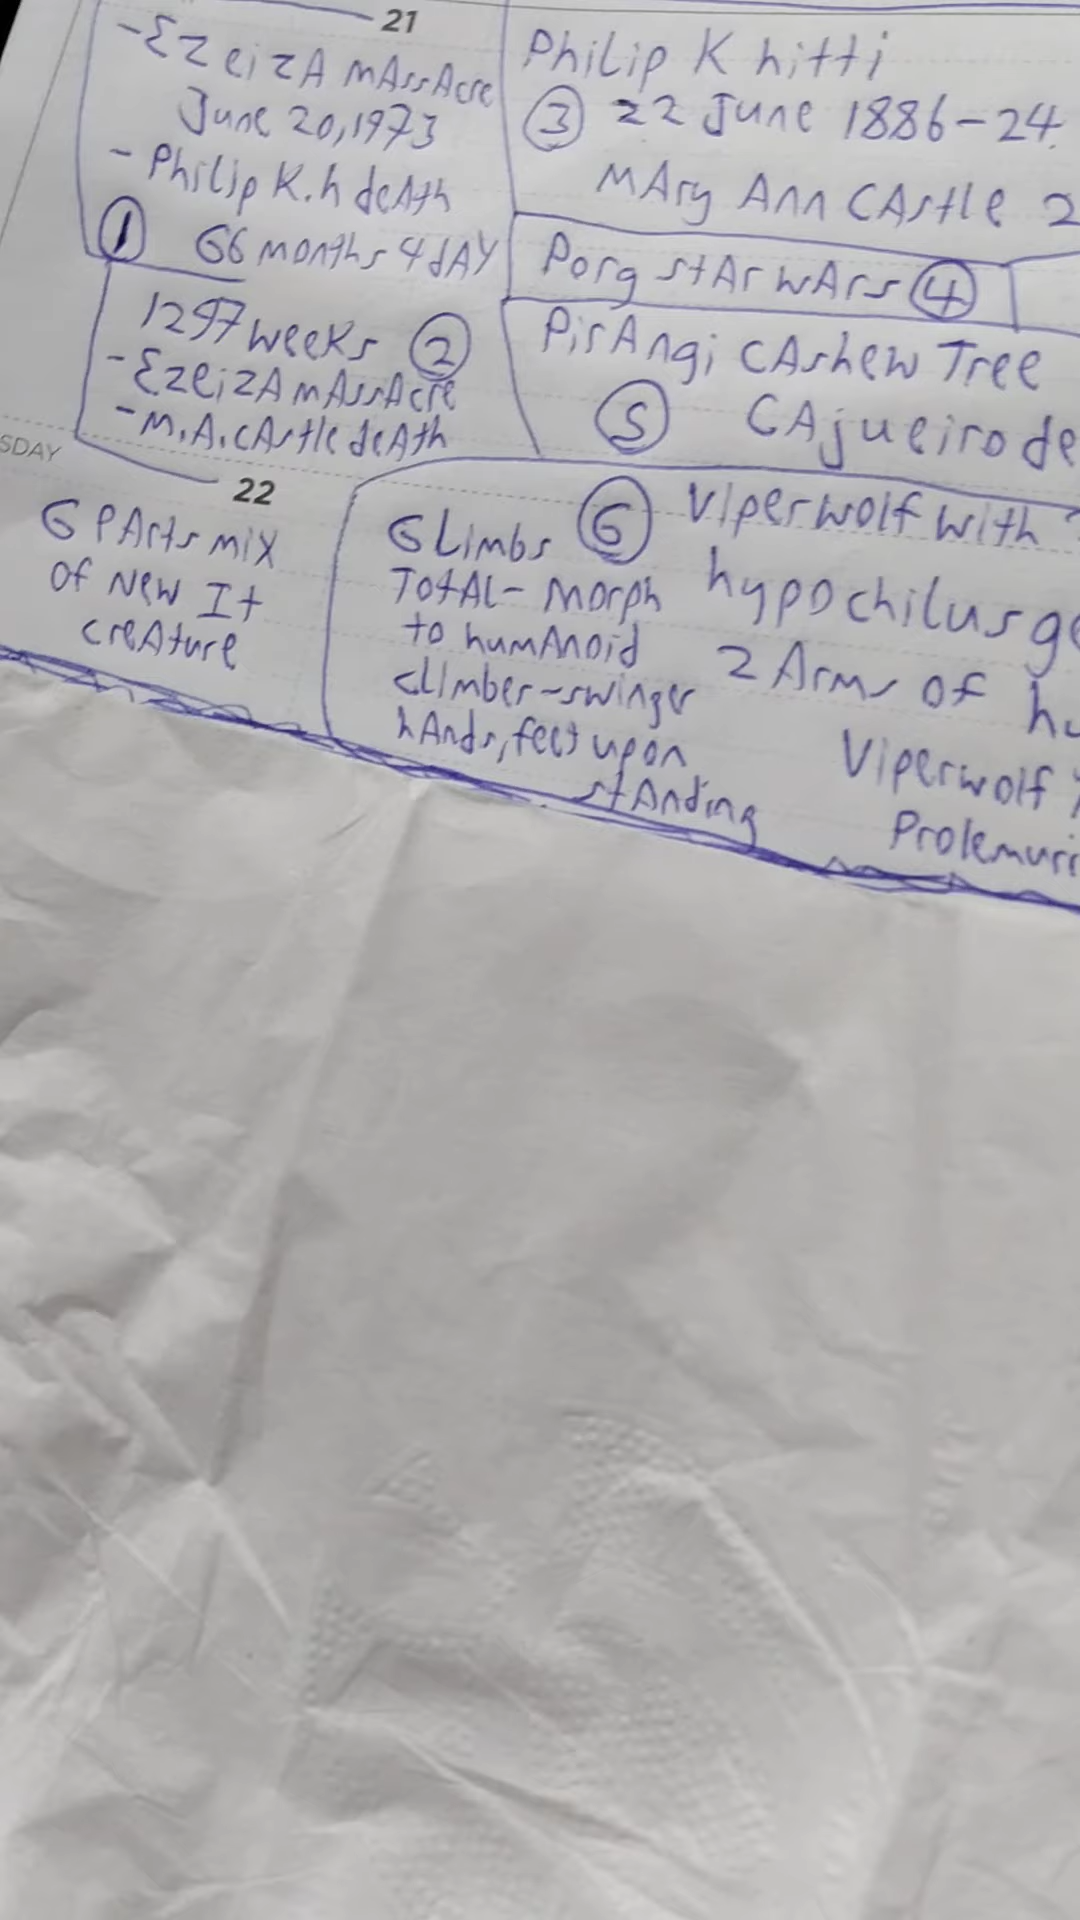 21
-EzeizA mAssAcre
June 20, 1973
- Philip K. h deAth
1 66 months 4 dAY
1297 weeks 2
- EzeizA mAssAcre
- M.A. cAstle deAth
SDAY
22
6 PArts mix
of New It
creAture
Philip K hitti
3 22 June 1886-24
MAry Ann CAstle 2
Porg stAr wArs 4
PirAngi CAshew Tree
5 CAjueiro de
6 Limbs 6
TotAl- morph
to humAnoid
climber-swinger
hAnds, feet upon
stAnding
Viperwolf with
hypochilus ge
2 Arms of hu
Viperwolf
Prolemuri